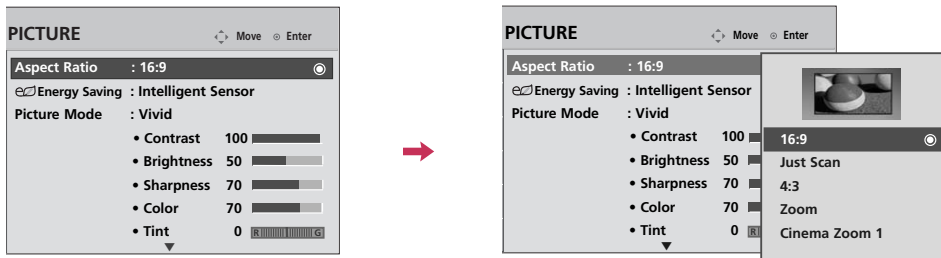 PICTURE
Move Enter
Aspect Ratio : 16:9
Energy Saving : Intelligent Sensor
Picture Mode : Vivid
• Contrast 100
• Brightness 50
• Sharpness 70
• Color 70
• Tint 0 R G
PICTURE
Move Enter
Aspect Ratio : 16:9
Energy Saving : Intelligent Sensor
Picture Mode : Vivid
• Contrast 100
• Brightness 50
• Sharpness 70
• Color 70
• Tint 0 R
16:9
Just Scan
4:3
Zoom
Cinema Zoom 1